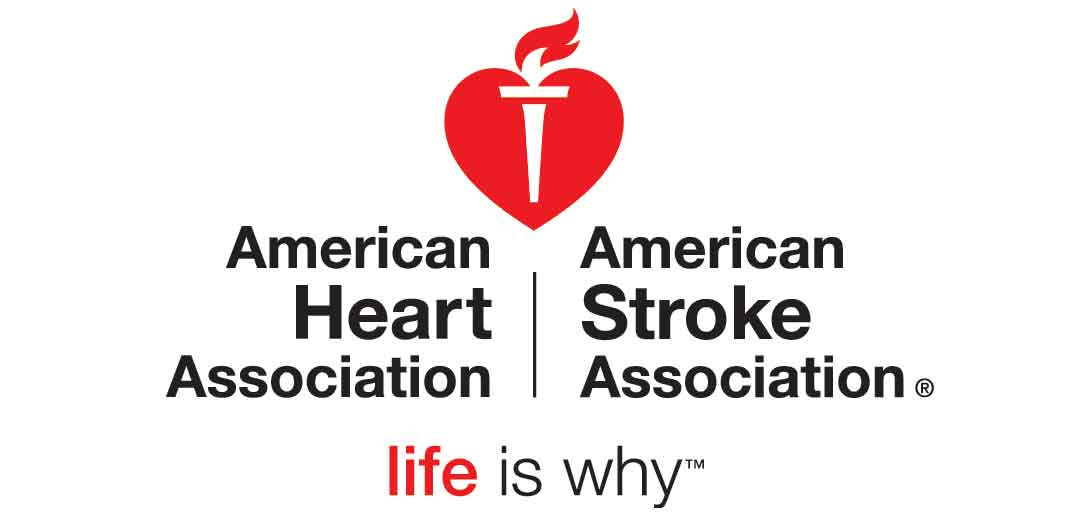 American
Heart
Association
American
Stroke
Association®
life is why™